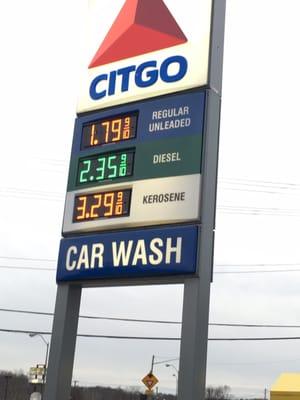 CITGO
1.79 9/10
REGULAR
UNLEADED
2.35 9/10
DIESEL
3.29 9/10
KEROSENE
CAR WASH